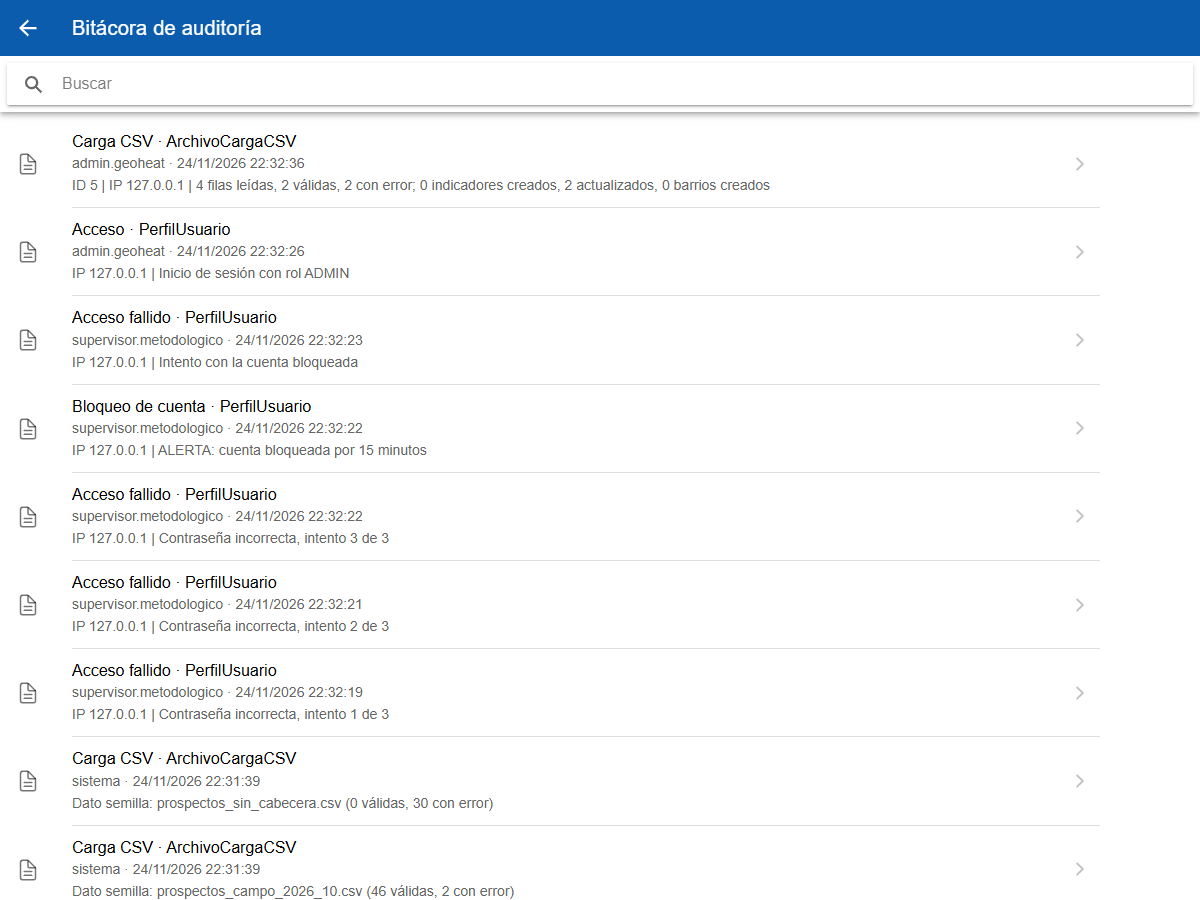 Bitácora de auditoría
Buscar
Carga CSV · ArchivoCargaCSV
admin.geoheat · 24/11/2026 22:32:36
ID 5 | IP 127.0.0.1 | 4 filas leídas, 2 válidas, 2 con error; 0 indicadores creados, 2 actualizados, 0 barrios creados
Acceso · PerfilUsuario
admin.geoheat · 24/11/2026 22:32:26
IP 127.0.0.1 | Inicio de sesión con rol ADMIN
Acceso fallido · PerfilUsuario
supervisor.metodologico · 24/11/2026 22:32:23
IP 127.0.0.1 | Intento con la cuenta bloqueada
Bloqueo de cuenta · PerfilUsuario
supervisor.metodologico · 24/11/2026 22:32:22
IP 127.0.0.1 | ALERTA: cuenta bloqueada por 15 minutos
Acceso fallido · PerfilUsuario
supervisor.metodologico · 24/11/2026 22:32:22
IP 127.0.0.1 | Contraseña incorrecta, intento 3 de 3
Acceso fallido · PerfilUsuario
supervisor.metodologico · 24/11/2026 22:32:21
IP 127.0.0.1 | Contraseña incorrecta, intento 2 de 3
Acceso fallido · PerfilUsuario
supervisor.metodologico · 24/11/2026 22:32:19
IP 127.0.0.1 | Contraseña incorrecta, intento 1 de 3
Carga CSV · ArchivoCargaCSV
sistema · 24/11/2026 22:31:39
Dato semilla: prospectos_sin_cabecera.csv (0 válidas, 30 con error)
Carga CSV · ArchivoCargaCSV
sistema · 24/11/2026 22:31:39
Dato semilla: prospectos_campo_2026_10.csv (46 válidas, 2 con error)